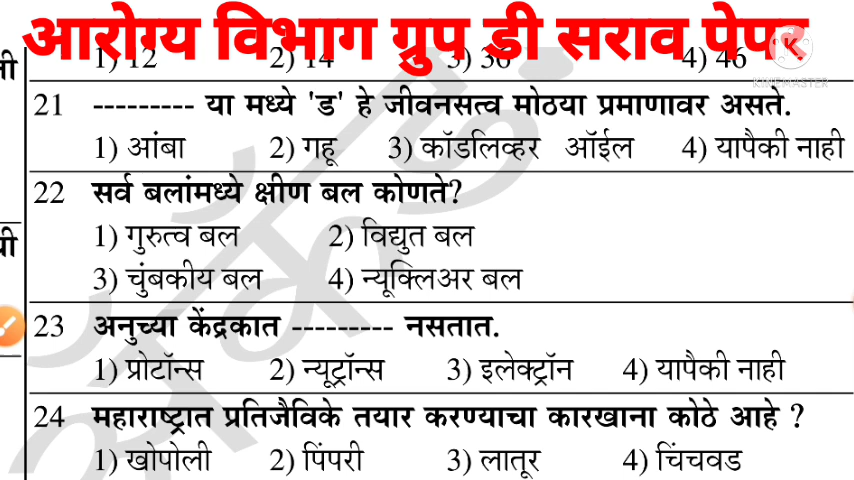 आरोग्य विभाग ग्रुप डी सराव पेपर
1) 12 2) 14 3) 36 4) 46
KINEMASTER
21 --------- या मध्ये 'ड' हे जीवनसत्व मोठया प्रमाणावर असते.
1) आंबा 2) गहू 3) कॉडलिव्हर ऑईल 4) यापैकी नाही
22 सर्व बलांमध्ये क्षीण बल कोणते?
1) गुरुत्व बल 2) विद्युत बल
3) चुंबकीय बल 4) न्यूक्लिअर बल
23 अनुच्या केंद्रकात --------- नसतात.
1) प्रोटॉन्स 2) न्यूट्रॉन्स 3) इलेक्ट्रॉन 4) यापैकी नाही
24 महाराष्ट्रात प्रतिजैविके तयार करण्याचा कारखाना कोठे आहे ?
1) खोपोली 2) पिंपरी 3) लातूर 4) चिंचवड